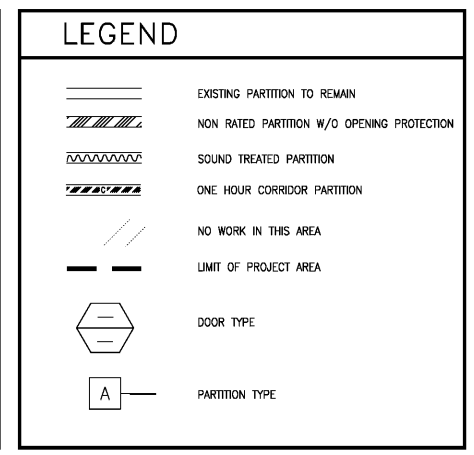 LEGEND
EXISTING PARTITION TO REMAIN
NON RATED PARTITION W/O OPENING PROTECTION
SOUND TREATED PARTITION
C
ONE HOUR CORRIDOR PARTITION
NO WORK IN THIS AREA
LIMIT OF PROJECT AREA
DOOR TYPE
A
PARTITION TYPE